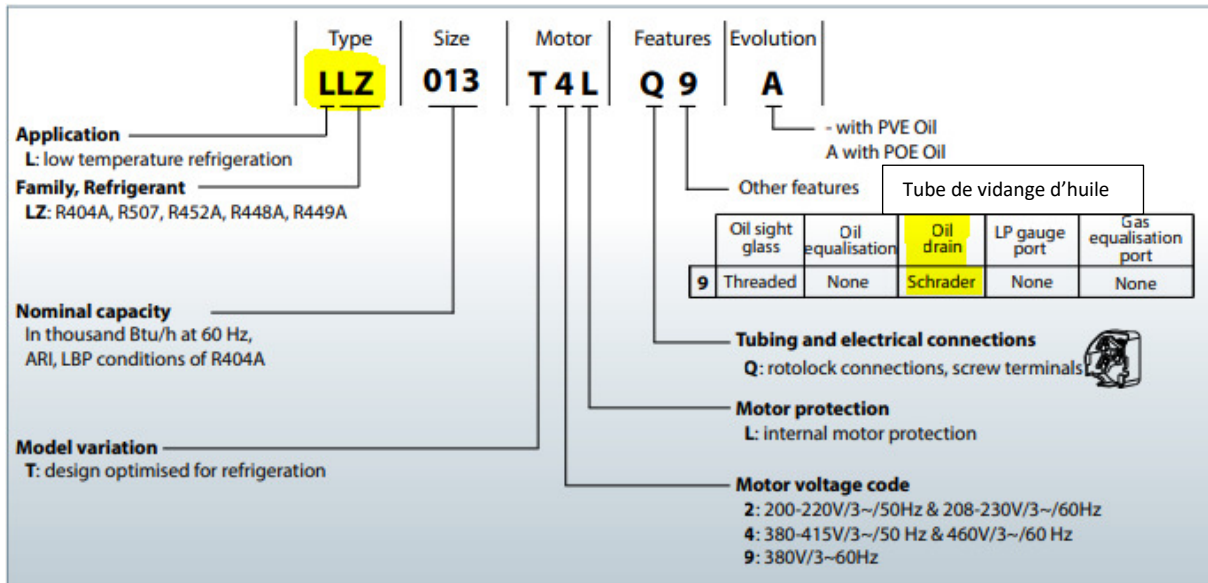 Type Size Motor Features Evolution
LLZ 013 T 4 L Q 9 A
Application
L: low temperature refrigeration
Family, Refrigerant
LZ: R404A, R507, R452A, R448A, R449A
Nominal capacity
In thousand Btu/h at 60 Hz,
ARI, LBP conditions of R404A
Model variation
T: design optimised for refrigeration
- with PVE Oil
A with POE Oil
Other features
Tube de vidange d’huile
Oil sight glass Oil equalisation Oil drain LP gauge port Gas equalisation port
9 Threaded None Schrader None None
Tubing and electrical connections
Q: rotolock connections, screw terminals
Motor protection
L: internal motor protection
Motor voltage code
2: 200-220V/3~/50Hz & 208-230V/3~/60Hz
4: 380-415V/3~/50 Hz & 460V/3~/60 Hz
9: 380V/3~60Hz